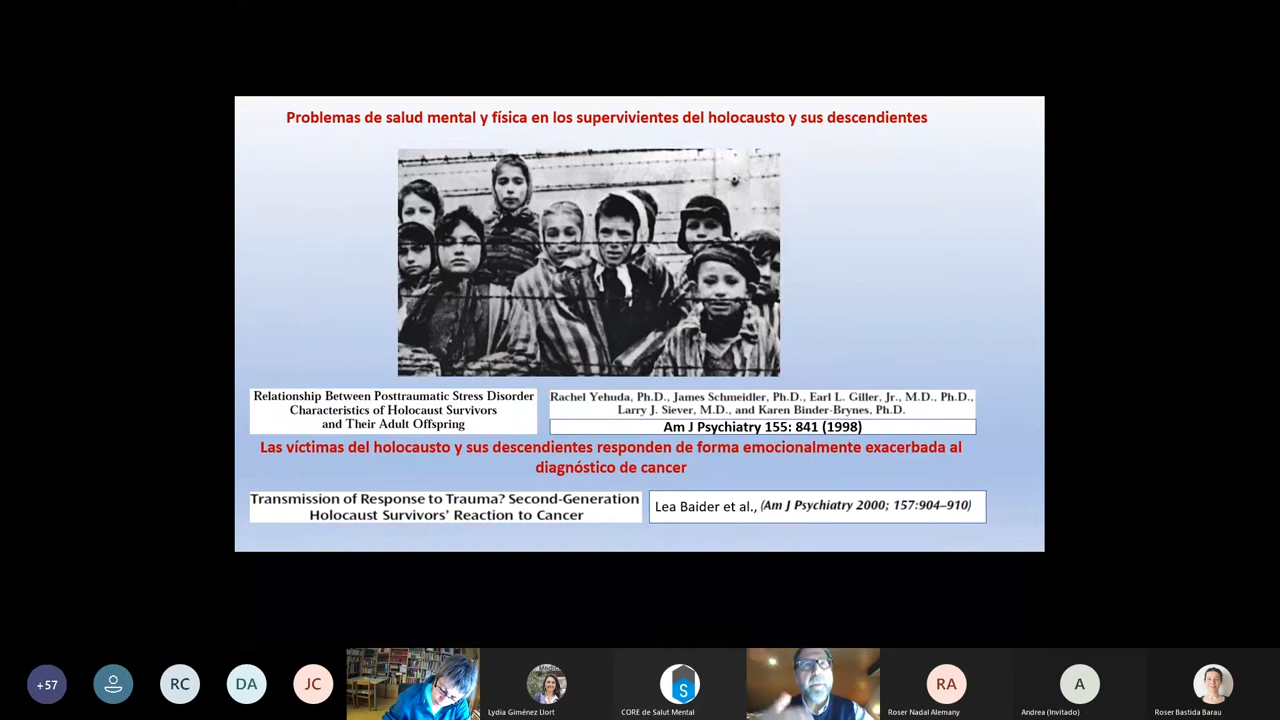 Problemas de salud mental y física en los supervivientes del holocausto y sus descendientes
Relationship Between Posttraumatic Stress Disorder
Characteristics of Holocaust Survivors
and Their Adult Offspring
Rachel Yehuda, Ph.D., James Schmeidler, Ph.D., Earl L. Giller, Jr., M.D., Ph.D.,
Larry J. Siever, M.D., and Karen Binder-Brynes, Ph.D.
Am J Psychiatry 155: 841 (1998)
Las víctimas del holocausto y sus descendientes responden de forma emocionalmente exacerbada al
diagnóstico de cancer
Transmission of Response to Trauma? Second-Generation
Holocaust Survivors’ Reaction to Cancer
Lea Baider et al., (Am J Psychiatry 2000; 157:904–910)
+57
RC
DA
JC
Lydia Giménez Llort
S
CORE de Salut Mental
RA
Roser Nadal Alemany
A
Andrea (Invitado)
Roser Bastida Barau